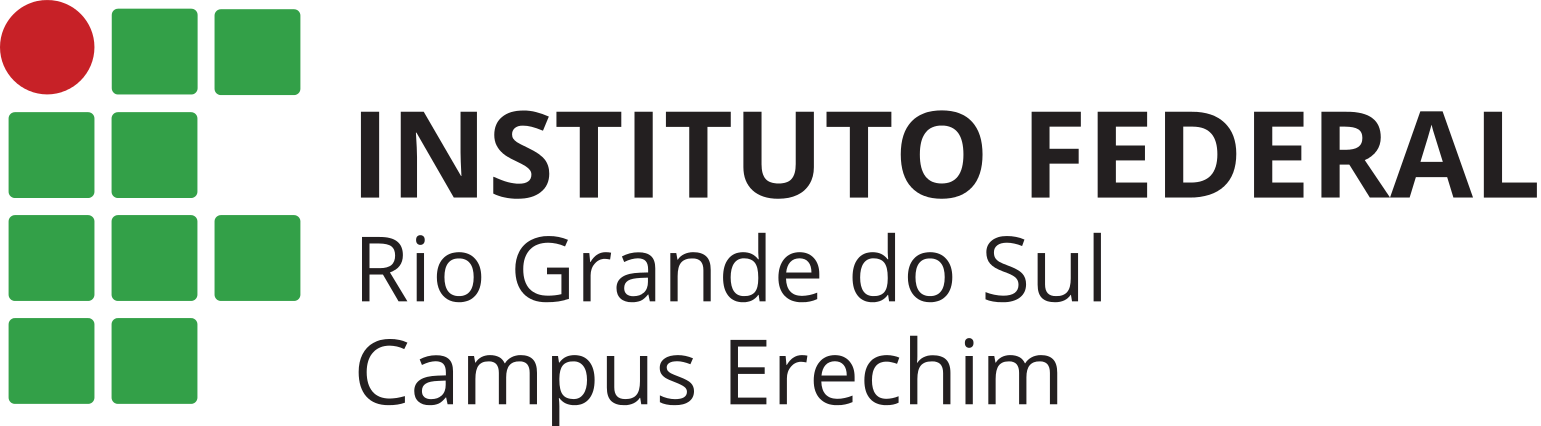 INSTITUTO FEDERAL
Rio Grande do Sul
Campus Erechim